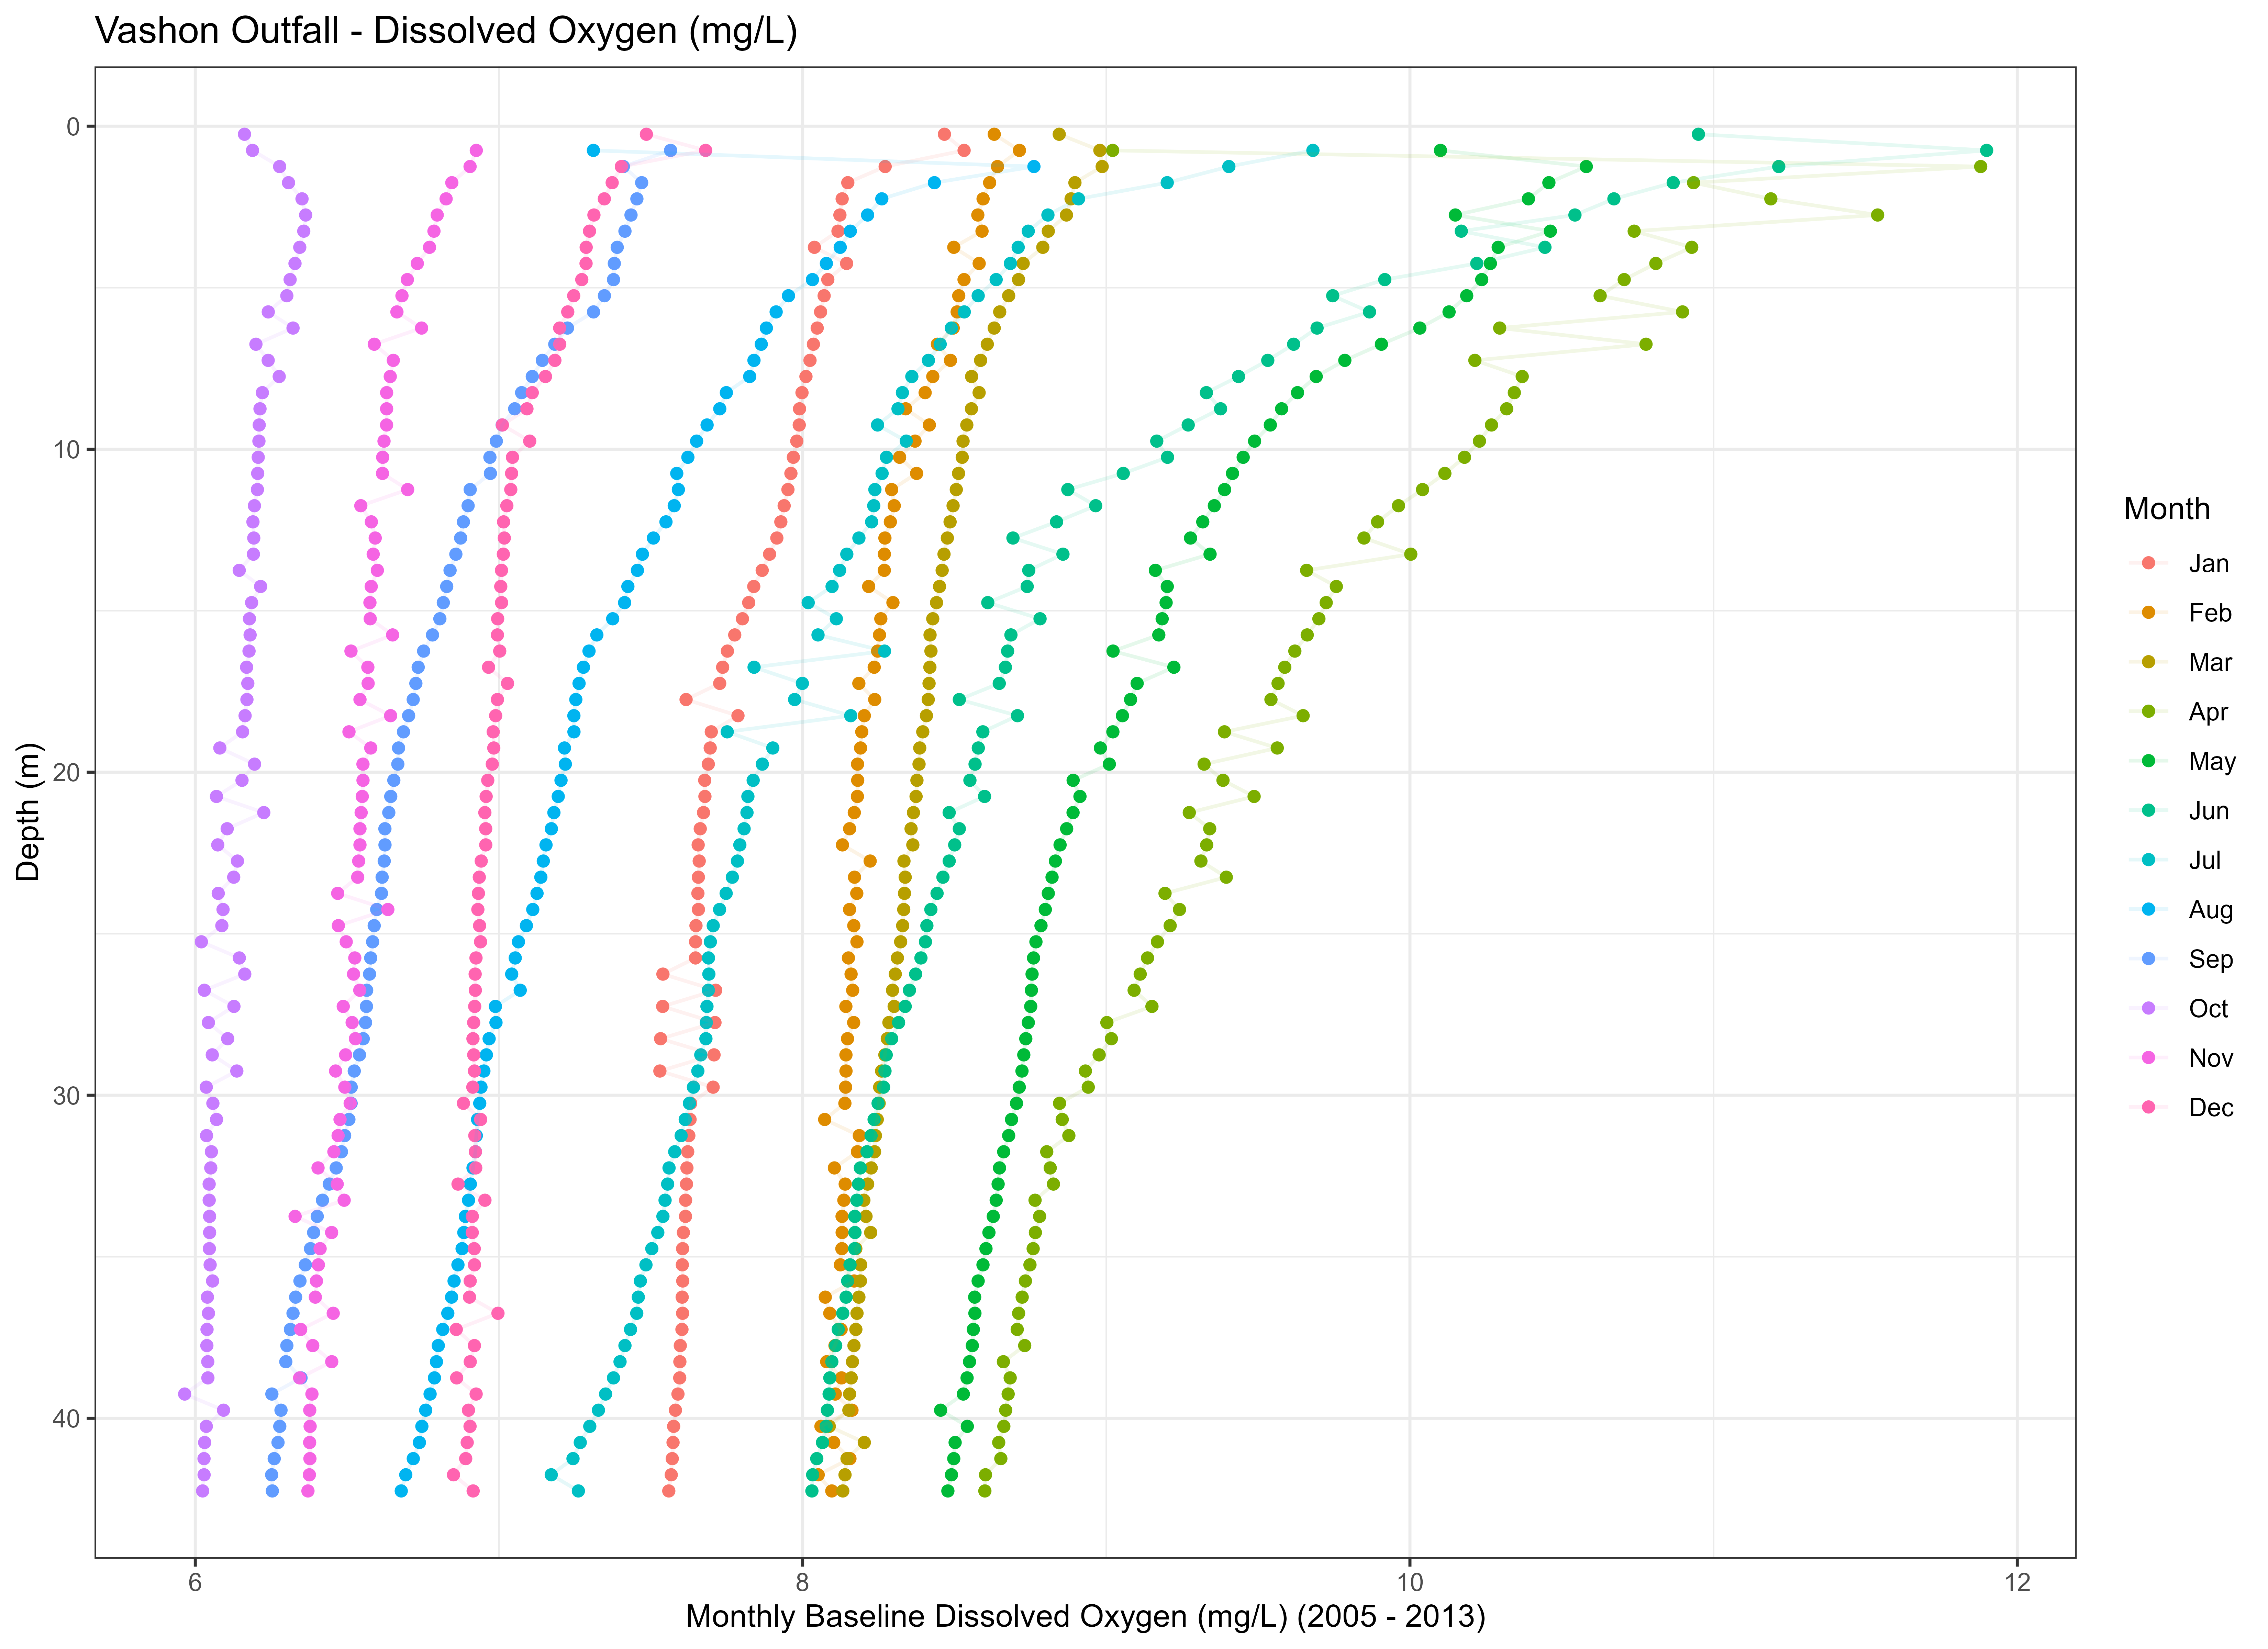 Vashon Outfall - Dissolved Oxygen (mg/L)
0
10
20
30
40
Depth (m)
6
8
10
12
Monthly Baseline Dissolved Oxygen (mg/L) (2005 - 2013)
Month
Jan
Feb
Mar
Apr
May
Jun
Jul
Aug
Sep
Oct
Nov
Dec